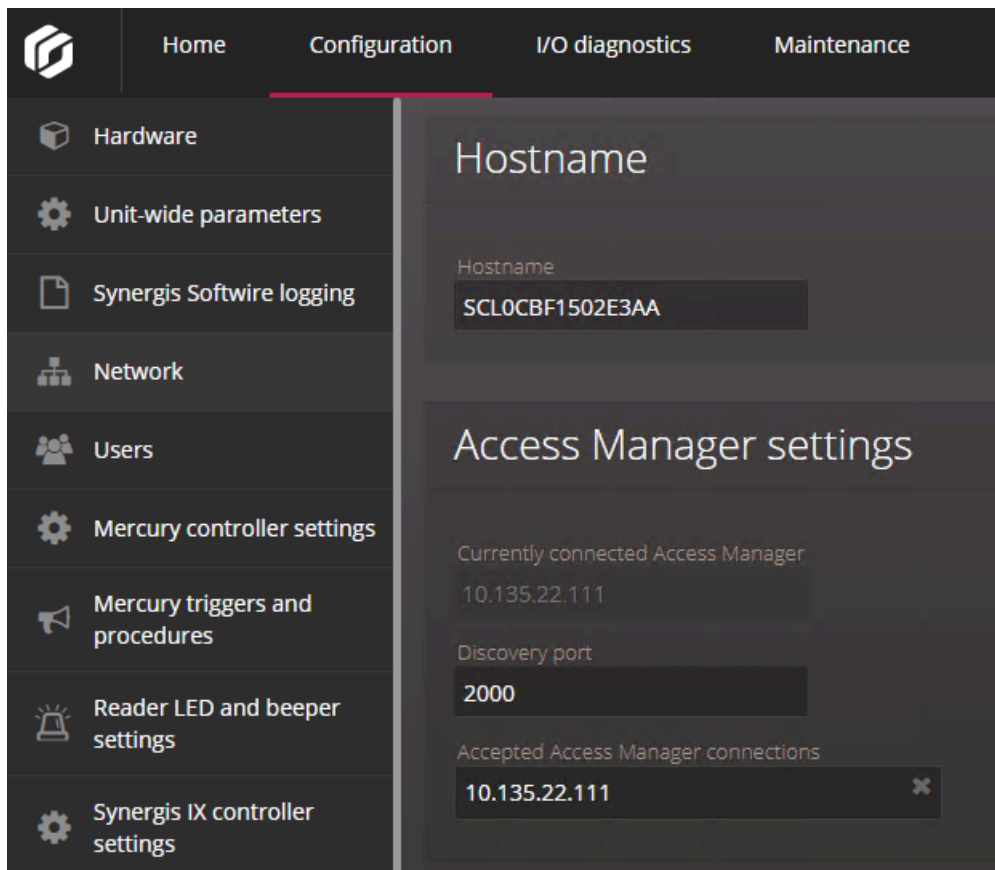 Home
Configuration
I/O diagnostics
Maintenance
Hardware
Unit-wide parameters
Synergis Softwire logging
Network
Users
Mercury controller settings
Mercury triggers and
procedures
Reader LED and beeper
settings
Synergis IX controller
settings
Hostname
Hostname
SCL0CBF1502E3AA
Access Manager settings
Currently connected Access Manager
10.135.22.111
Discovery port
2000
Accepted Access Manager connections
10.135.22.111